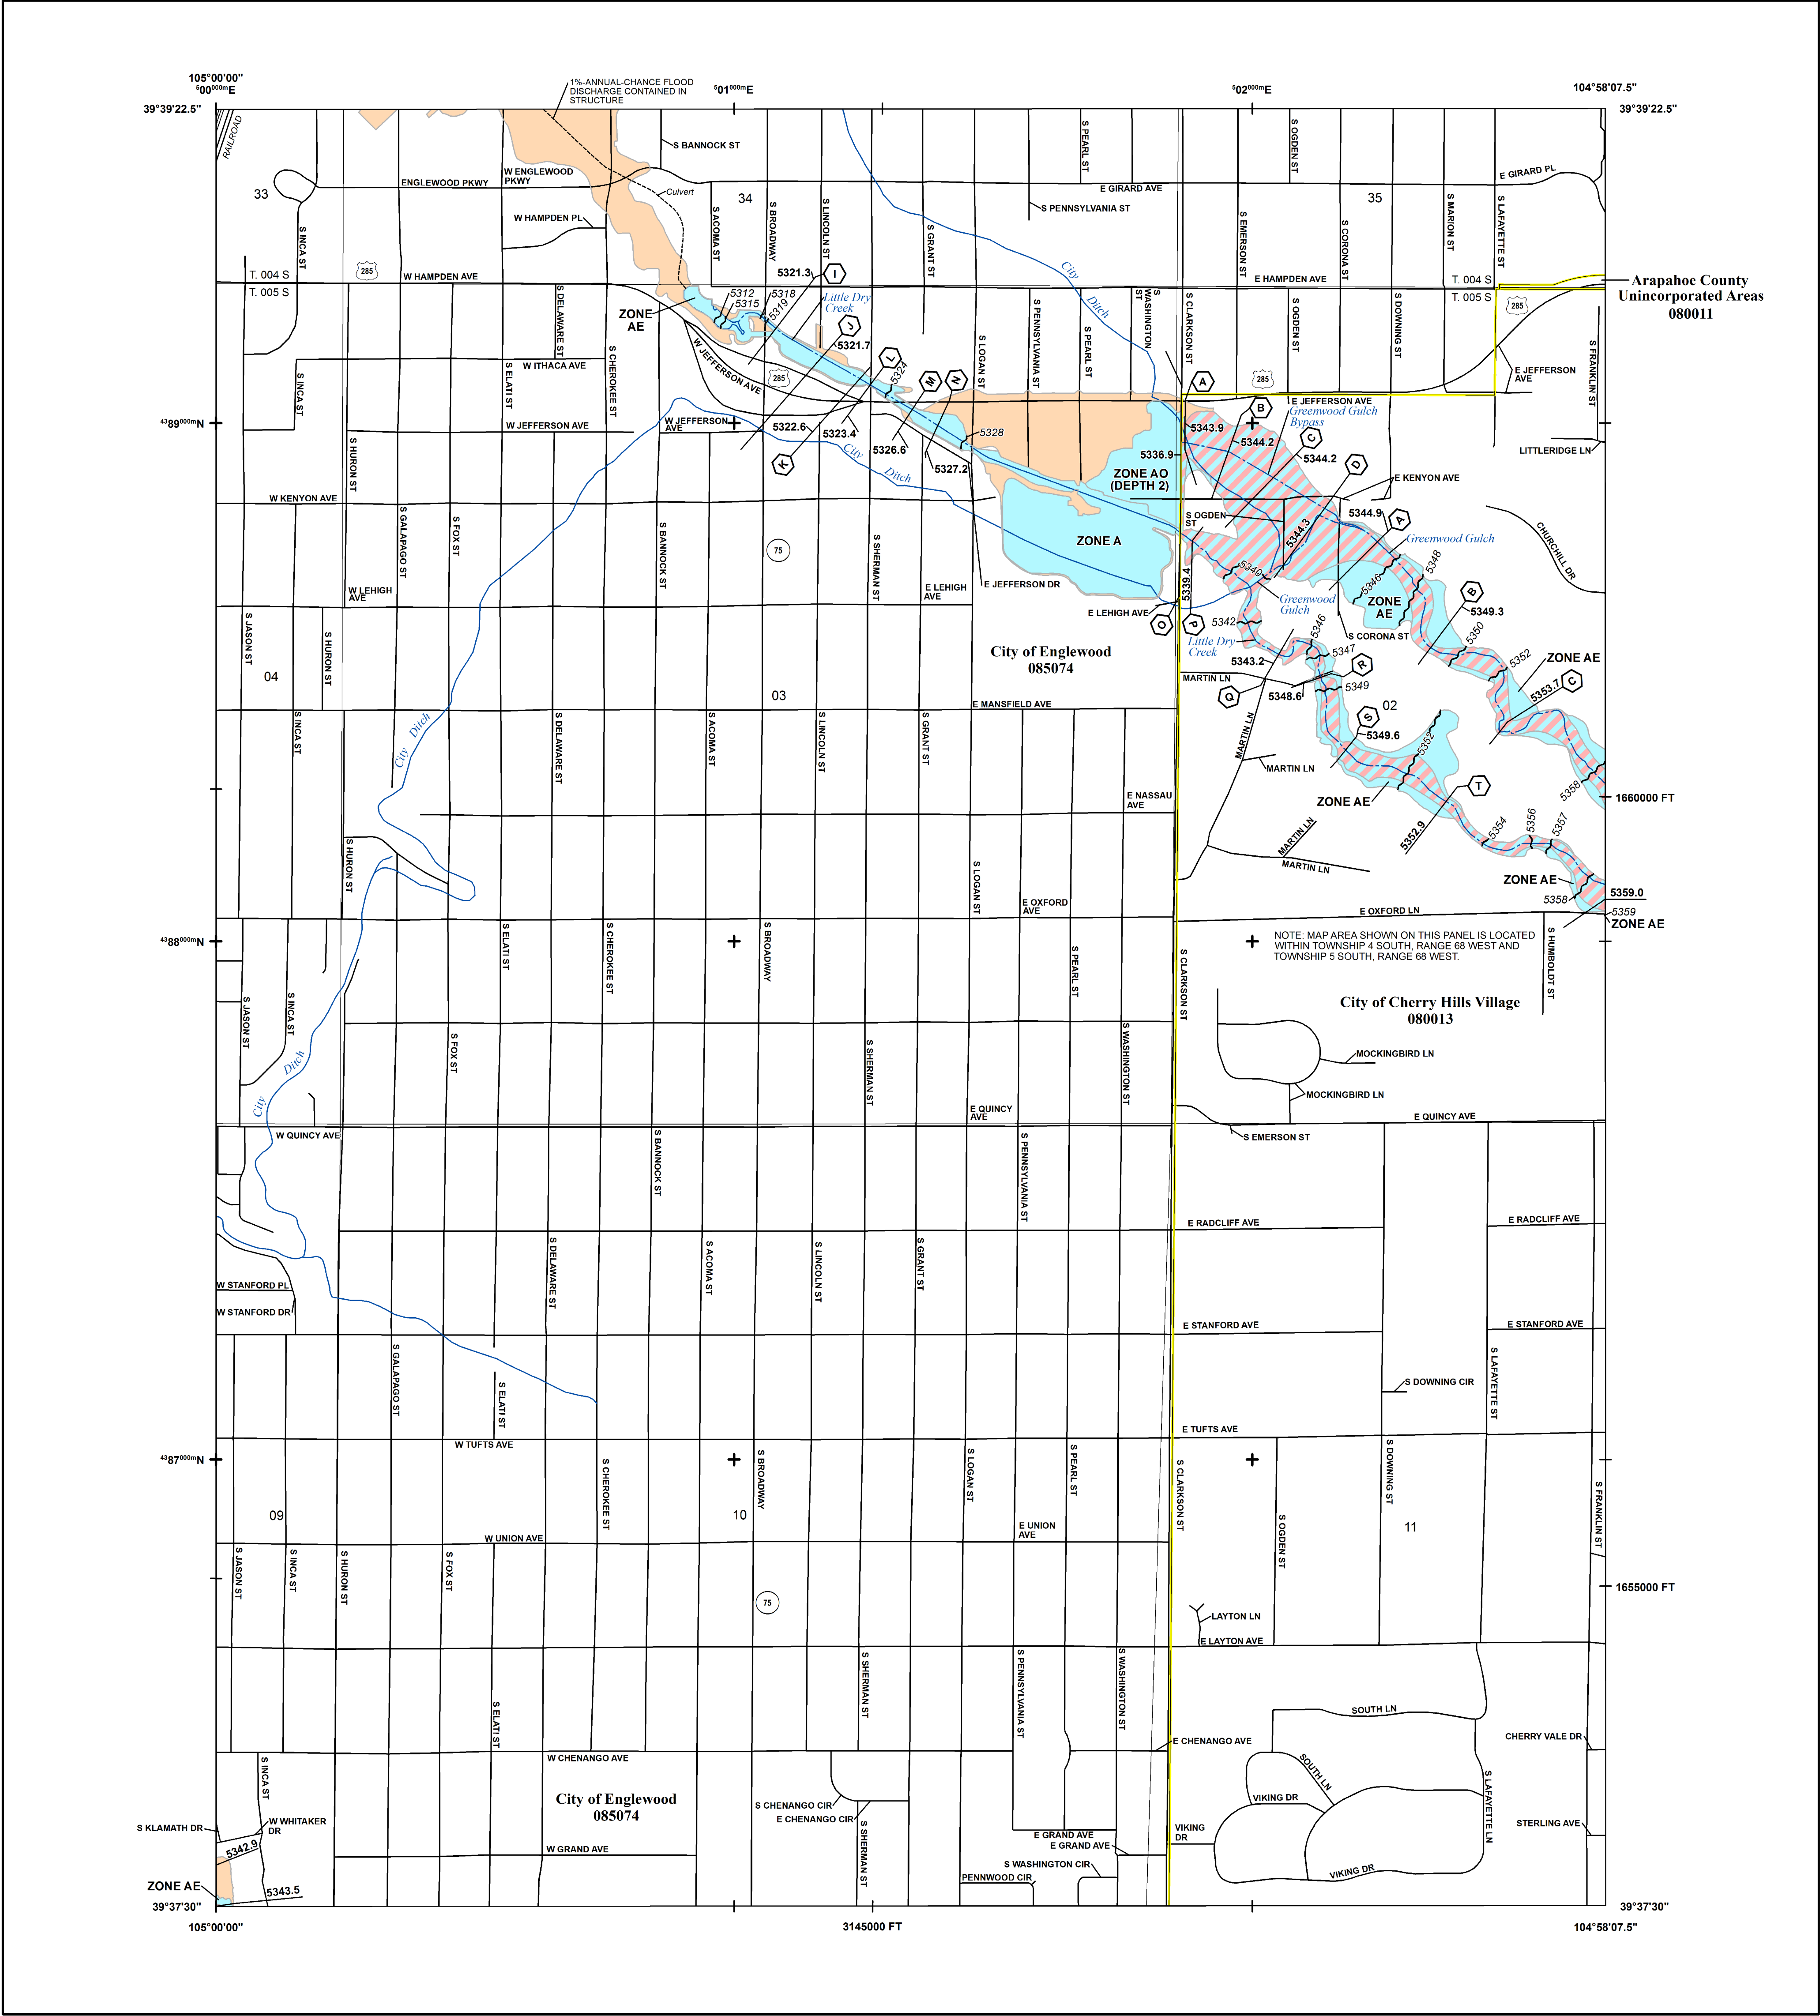 105°00'00"
500000mE
501000mE
502000mE
104°58'07.5"
39°39'22.5"
39°39'22.5"
1%-ANNUAL-CHANCE FLOOD
DISCHARGE CONTAINED IN
STRUCTURE
RAILROAD
S BANNOCK ST
S PEARL ST
S OGDEN ST
ENGLEWOOD PKWY
W ENGLEWOOD
PKWY
Culvert
E GIRARD AVE
E GIRARD PL
33
34
35
W HAMPDEN PL
S INCA ST
S ACOMA ST
S BROADWAY
S LINCOLN ST
S GRANT ST
S PENNSYLVANIA ST
S EMERSON ST
S CORONA ST
S MARION ST
S LAFAYETTE ST
City
Ditch
T. 004 S
T. 005 S
285
W HAMPDEN AVE
E HAMPDEN AVE
T. 004 S
T. 005 S
285
Arapahoe County
Unincorporated Areas
080011
5321.3
I
5312
5315
5318
5319
Little Dry
Creek
ZONE
AE
S DELAWARE ST
S CHEROKEE ST
S ELATI ST
W ITHACA AVE
W JEFFERSON AVE
J
5321.7
L
5324
M
N
S LOGAN ST
S PENNSYLVANIA ST
S PEARL ST
S
WASHINGTON
ST
S CLARKSON ST
S OGDEN ST
S DOWNING ST
S FRANKLIN ST
E JEFFERSON
AVE
285
285
A
B
E JEFFERSON AVE
Greenwood Gulch
Bypass
C
4389000mN
S INCA ST
S HURON ST
W JEFFERSON AVE
W JEFFERSON
AVE
5322.6
5323.4
K
5326.6
5327.2
5328
City
Ditch
5336.9
5343.9
5344.2
5344.2
D
LITTLERIDGE LN
ZONE AO
(DEPTH 2)
E KENYON AVE
W KENYON AVE
S OGDEN
ST
5344.3
5344.9
A
Greenwood Gulch
CHURCHILL DR
S GALAPAGO ST
S FOX ST
S BANNOCK ST
75
S SHERMAN ST
ZONE A
5340
5346
5348
ZONE
AE
B
5349.3
W LEHIGH
AVE
E LEHIGH
AVE
E JEFFERSON DR
E LEHIGH AVE
5339.4
O
P
Greenwood
Gulch
5342
Little Dry
Creek
5346
5347
S CORONA ST
5350
5352
ZONE AE
S JASON ST
S HURON ST
City of Englewood
085074
5343.2
R
5349
MARTIN LN
Q
5348.6
5353.7
C
04
03
02
E MANSFIELD AVE
S
5349.6
S INCA ST
City
Ditch
S DELAWARE ST
S ACOMA ST
S LINCOLN ST
S GRANT ST
MARTIN LN
MARTIN LN
5352
T
ZONE AE
5358
1660000 FT
E NASSAU
AVE
MARTIN LN
MARTIN LN
5352.9
5354
5356
5357
S HURON ST
S LOGAN ST
ZONE AE
5358
5359.0
5359
ZONE AE
E OXFORD
AVE
E OXFORD LN
4388000mN
S ELATI ST
S CHEROKEE ST
S BROADWAY
S PEARL ST
S CLARKSON ST
S HUMBOLDT ST
NOTE: MAP AREA SHOWN ON THIS PANEL IS LOCATED
WITHIN TOWNSHIP 4 SOUTH, RANGE 68 WEST AND
TOWNSHIP 5 SOUTH, RANGE 68 WEST.
City of Cherry Hills Village
080013
S JASON ST
S INCA ST
S FOX ST
S SHERMAN ST
S WASHINGTON ST
Ditch
City
MOCKINGBIRD LN
MOCKINGBIRD LN
E QUINCY
AVE
E QUINCY AVE
W QUINCY AVE
S EMERSON ST
S BANNOCK ST
S PENNSYLVANIA ST
E RADCLIFF AVE
E RADCLIFF AVE
S DELAWARE ST
S ACOMA ST
S LINCOLN ST
S GRANT ST
W STANFORD PL
W STANFORD DR
E STANFORD AVE
E STANFORD AVE
S GALAPAGO ST
S ELATI ST
S DOWNING CIR
S LAFAYETTE ST
E TUFTS AVE
W TUFTS AVE
4387000mN
S CHEROKEE ST
S BROADWAY
S LOGAN ST
S PEARL ST
S CLARKSON ST
S DOWNING ST
S FRANKLIN ST
09
10
11
W UNION AVE
E UNION
AVE
S OGDEN ST
S JASON ST
S INCA ST
S HURON ST
S FOX ST
75
1655000 FT
LAYTON LN
E LAYTON AVE
S ELATI ST
S SHERMAN ST
S PENNSYLVANIA ST
S WASHINGTON ST
SOUTH LN
E CHENANGO AVE
CHERRY VALE DR
W CHENANGO AVE
S INCA ST
SOUTH LN
S LAFAYETTE LN
City of Englewood
085074
S CHENANGO CIR
E CHENANGO CIR
VIKING DR
S KLAMATH DR
W WHITAKER
DR
S SHERMAN ST
VIKING
DR
STERLING AVE
E GRAND AVE
E GRAND AVE
5342.9
W GRAND AVE
S WASHINGTON CIR
VIKING DR
PENNWOOD CIR
ZONE AE
5343.5
39°37'30"
39°37'30"
105°00'00"
3145000 FT
104°58'07.5"